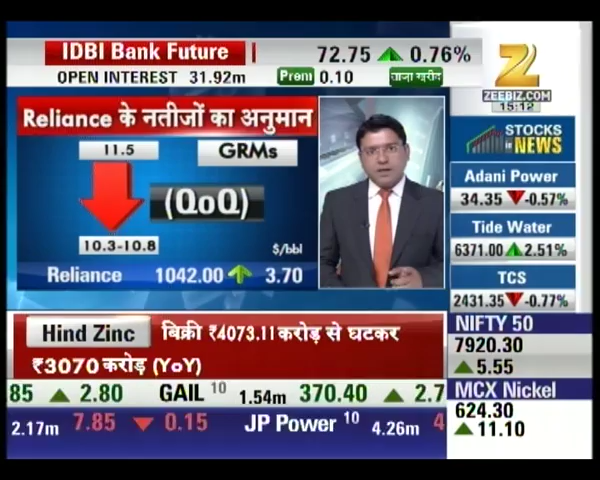 IDBI Bank Future
72.75 0.76%
OPEN INTEREST 31.92m
Prem 0.10
ताजा खरीद
Z
ZEEBIZ.COM
15:12
Reliance के नतीजों का अनुमान
11.5
GRMs
(QoQ)
10.3-10.8
$/bbl
Reliance 1042.00 3.70
STOCKS
in NEWS
Adani Power
34.35 -0.57%
Tide Water
6371.00 2.51%
TCS
2431.35 -0.77%
Hind Zinc
बिक्री ₹4073.11करोड़ से घटकर
₹3070 करोड़ (YoY)
NIFTY 50
7920.30
5.55
MCX Nickel
624.30
11.10
85 2.80 GAIL 10 1.54m 370.40 2.7
2.17m 7.85 0.15 JP Power 10 4.26m 4